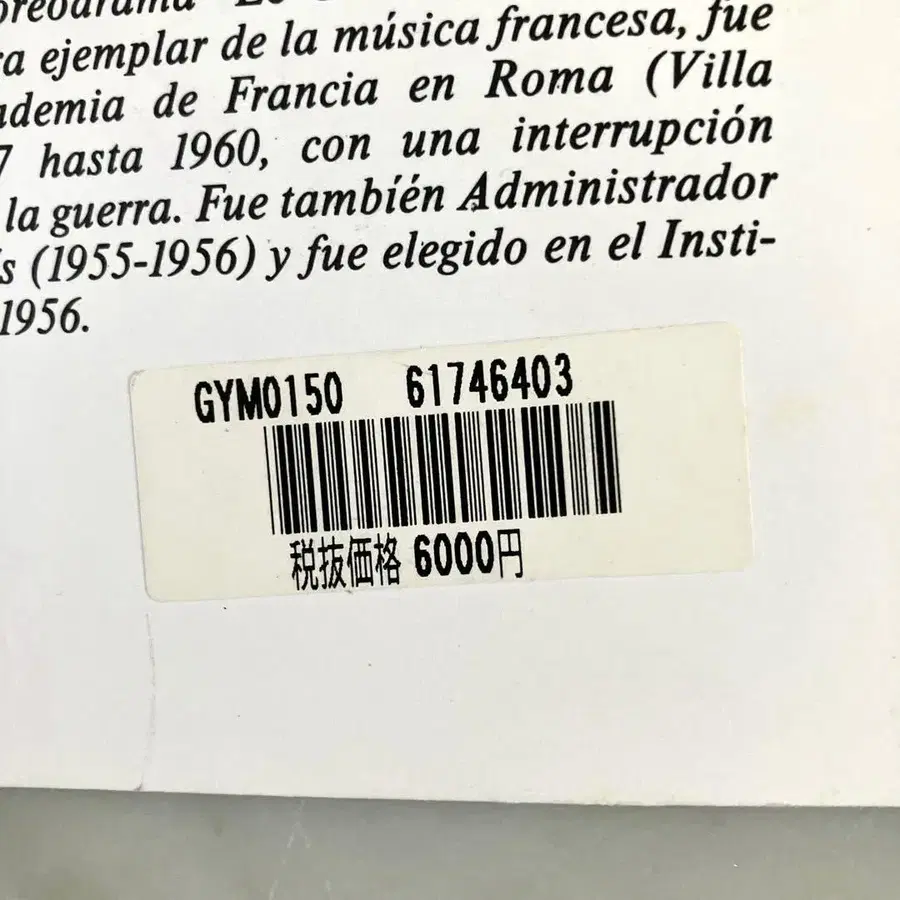 ra ejemplar de la música francesa, fue
ademia de Francia en Roma (Villa
7 hasta 1960, con una interrupción
la guerra. Fue tambíén Administrador
s (1955-1956) y fue elegido en el Insti-
1956.
GYM0150 61746403
税抜価格 6000円